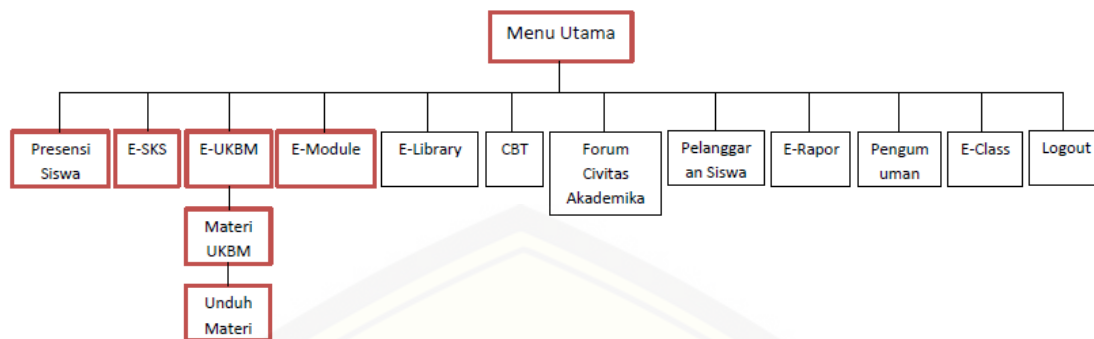 Menu Utama
Presensi
Siswa
E-SKS
E-UKBM
E-Module
E-Library
CBT
Forum
Civitas
Akademika
Pelanggar
an Siswa
E-Rapor
Pengum
uman
E-Class
Logout
Materi
UKBM
Unduh
Materi